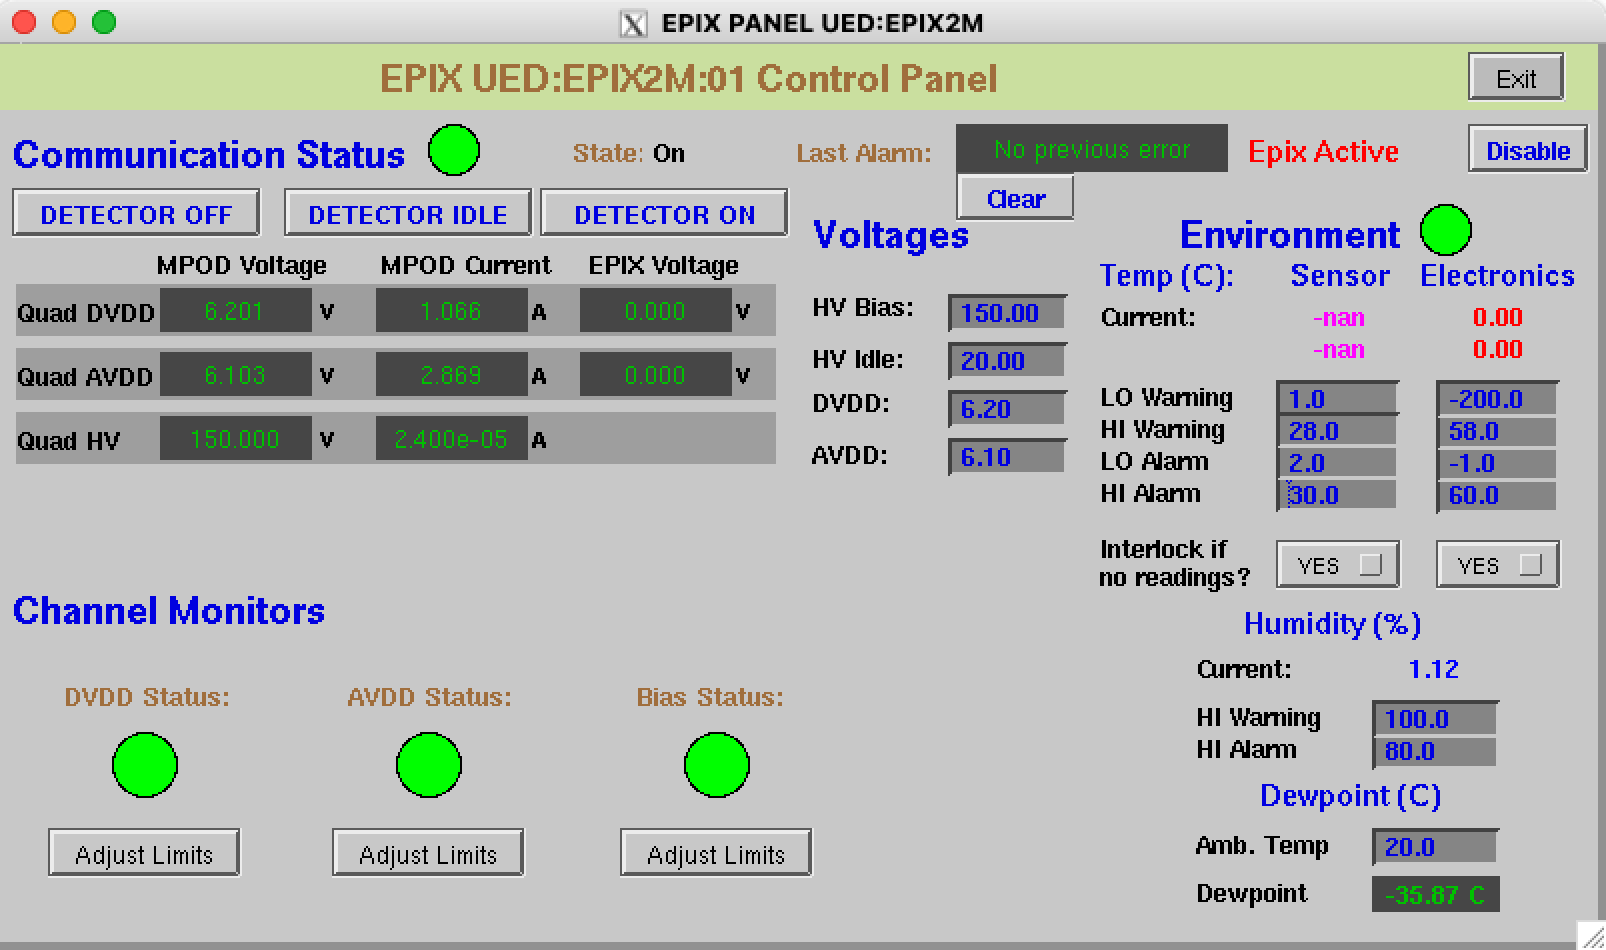 EPIX PANEL UED:EPIX2M
EPIX UED:EPIX2M:01 Control Panel
Exit
Communication Status
State: On
Last Alarm: No previous error
Epix Active
Disable
Clear
DETECTOR OFF DETECTOR IDLE DETECTOR ON
MPOD Voltage MPOD Current EPIX Voltage
Quad DVDD 6.201 V 1.066 A 0.000 V
Quad AVDD 6.103 V 2.869 A 0.000 V
Quad HV 150.000 V 2.400e-05 A
Voltages
HV Bias: 150.00
HV Idle: 20.00
DVDD: 6.20
AVDD: 6.10
Environment
Temp (C): Sensor Electronics
Current: -nan 0.00
-nan 0.00
LO Warning 1.0 -200.0
HI Warning 28.0 58.0
LO Alarm 2.0 -1.0
HI Alarm 30.0 60.0
Interlock if
no readings? YES YES
Humidity (%)
Current: 1.12
HI Warning 100.0
HI Alarm 80.0
Dewpoint (C)
Amb. Temp 20.0
Dewpoint -35.87 C
Channel Monitors
DVDD Status: AVDD Status: Bias Status:
Adjust Limits Adjust Limits Adjust Limits